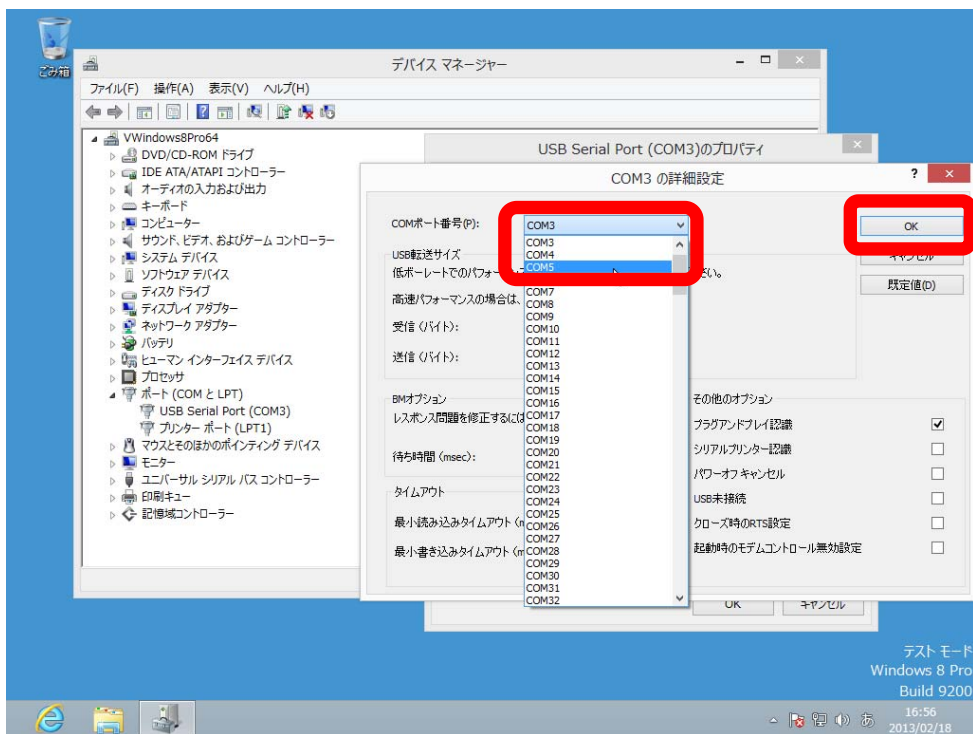 ごみ箱
デバイス マネージャー
ファイル(F) 操作(A) 表示(V) ヘルプ(H)
VWindows8Pro64
DVD/CD-ROM ドライブ
IDE ATA/ATAPI コントローラー
オーディオの入力および出力
キーボード
コンピューター
サウンド、ビデオ、およびゲーム コントローラー
システム デバイス
ソフトウェア デバイス
ディスク ドライブ
ディスプレイ アダプター
ネットワーク アダプター
バッテリ
ヒューマン インターフェイス デバイス
プロセッサ
ポート (COM と LPT)
USB Serial Port (COM3)
プリンター ポート (LPT1)
マウスとそのほかのポインティング デバイス
モニター
ユニバーサル シリアル バス コントローラー
印刷キュー
記憶域コントローラー
USB Serial Port (COM3)のプロパティ
COM3 の詳細設定
COMポート番号(P):
COM3
OK
キャンセル
既定値(D)
USB転送サイズ
低ボーレートでのパフォー
さい。
高速パフォーマンスの場合は、
受信 (バイト):
送信 (バイト):
COM3
COM4
COM5
COM7
COM8
COM9
COM10
COM11
COM12
COM13
COM14
COM15
COM16
COM17
COM18
COM19
COM20
COM21
COM22
COM23
COM24
COM25
COM26
COM27
COM28
COM29
COM30
COM31
COM32
BMオプション
レスポンス問題を修正するには
待ち時間 (msec):
タイムアウト
最小読み込みタイムアウト (m
最小書き込みタイムアウト (m
その他のオプション
プラグアンドプレイ認識
シリアルプリンター認識
パワーオフ キャンセル
USB未接続
クローズ時のRTS設定
起動時のモデムコントロール無効設定
OK
キャンセル
テスト モード
Windows 8 Pro
Build 9200
あ
16:56
2013/02/18